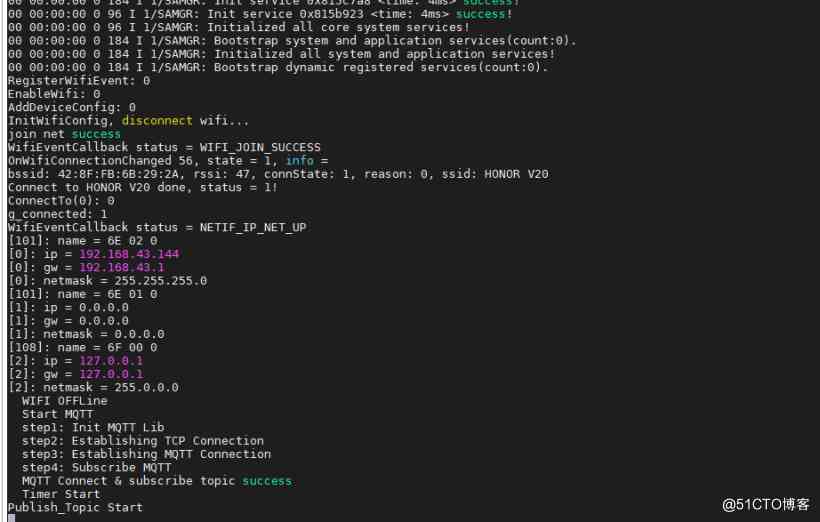 00 00:00:00 0 184 I 1/SAMGR: Init service 0x815c7a8 <time: 4ms> success!
00 00:00:00 0 96 I 1/SAMGR: Init service 0x815b923 <time: 4ms> success!
00 00:00:00 0 96 I 1/SAMGR: Initialized all core system services!
00 00:00:00 0 184 I 1/SAMGR: Bootstrap system and application services(count:0).
00 00:00:00 0 184 I 1/SAMGR: Initialized all system and application services!
00 00:00:00 0 184 I 1/SAMGR: Bootstrap dynamic registered services(count:0).
RegisterWifiEvent: 0
EnableWifi: 0
AddDeviceConfig: 0
InitWifiConfig, disconnect wifi...
join net success
WifiEventCallback status = WIFI_JOIN_SUCCESS
OnWifiConnectionChanged 56, state = 1, info =
bssid: 42:8F:FB:6B:29:2A, rssi: 47, connState: 1, reason: 0, ssid: HONOR V20
Connect to HONOR V20 done, status = 1!
ConnectTo(0): 0
g_connected: 1
WifiEventCallback status = NETIF_IP_NET_UP
[101]: name = 6E 02 0
[0]: ip = 192.168.43.144
[0]: gw = 192.168.43.1
[0]: netmask = 255.255.255.0
[101]: name = 6E 01 0
[1]: ip = 0.0.0.0
[1]: gw = 0.0.0.0
[1]: netmask = 0.0.0.0
[108]: name = 6F 00 0
[2]: ip = 127.0.0.1
[2]: gw = 127.0.0.1
[2]: netmask = 255.0.0.0
WIFI OFFLine
Start MQTT
step1: Init MQTT Lib
step2: Establishing TCP Connection
step3: Establishing MQTT Connection
step4: Subscribe MQTT
MQTT Connect & subscribe topic success
Timer Start
Publish_Topic Start
@51CTO博客